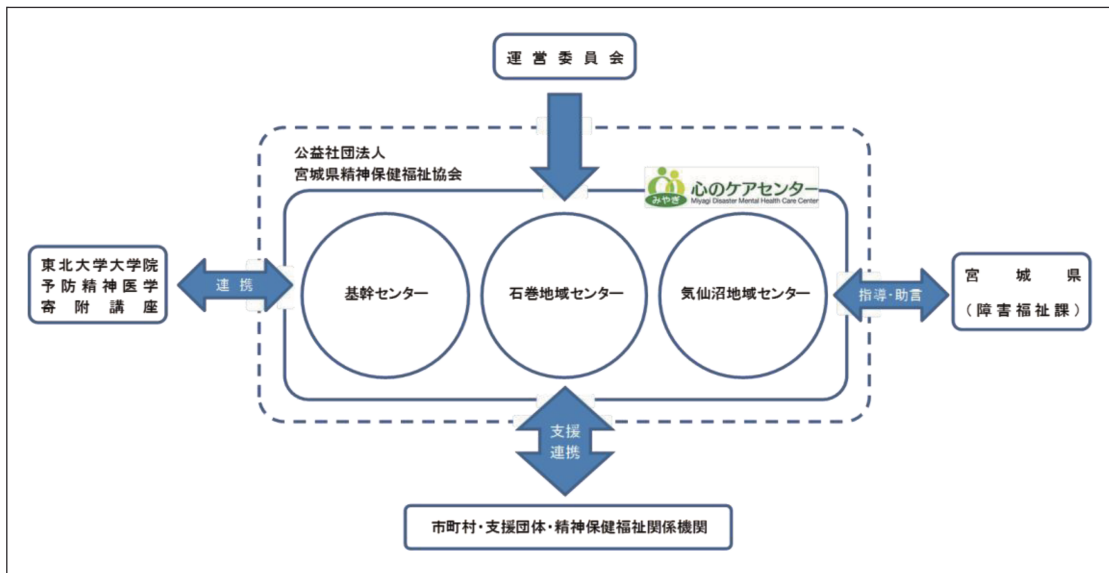 運営委員会
公益社団法人
宮城県精神保健福祉協会
みやぎ
心のケアセンター
Miyagi Disaster Mental Health Care Center
東北大学大学院
予防精神医学
寄附講座
連携
基幹センター
石巻地域センター
気仙沼地域センター
指導・助言
宮城県
(障害福祉課)
支援
連携
市町村・支援団体・精神保健福祉関係機関